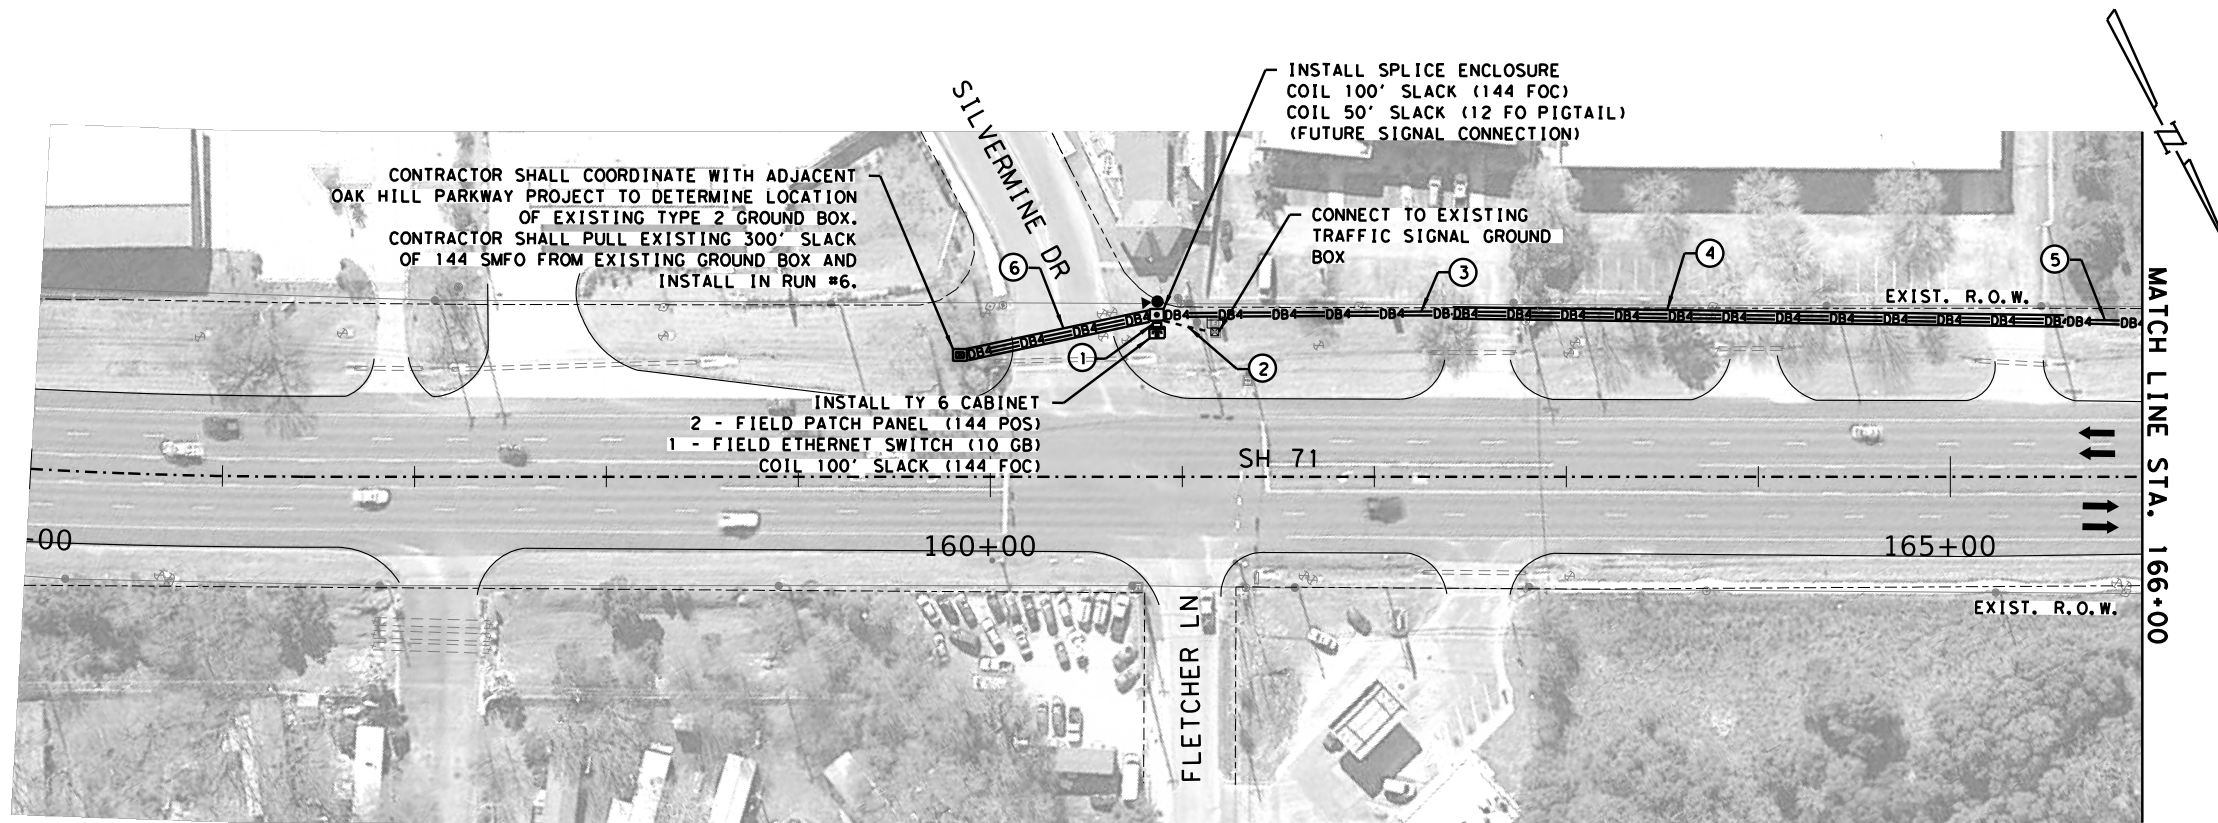 INSTALL SPLICE ENCLOSURE
COIL 100' SLACK (144 FOC)
COIL 50' SLACK (12 FO PIGTAIL)
(FUTURE SIGNAL CONNECTION)
SILVERMINE DR
CONTRACTOR SHALL COORDINATE WITH ADJACENT
OAK HILL PARKWAY PROJECT TO DETERMINE LOCATION
OF EXISTING TYPE 2 GROUND BOX.
CONTRACTOR SHALL PULL EXISTING 300' SLACK
OF 144 SMFO FROM EXISTING GROUND BOX AND
INSTALL IN RUN #6.
CONNECT TO EXISTING
TRAFFIC SIGNAL GROUND
BOX
6
3
4
5
EXIST. R.O.W.
DB4 DB4 DB4 DB4
DB4 DB4 DB4 DB4 DB4 DB4 DB4 DB4 DB4 DB4 DB4 DB4 DB4 DB4 DB4 DB4 DB4 DB4
1
2
INSTALL TY 6 CABINET
2 - FIELD PATCH PANEL (144 POS)
1 - FIELD ETHERNET SWITCH (10 GB)
COIL 100' SLACK (144 FOC)
SH 71
-00
160+00
165+00
EXIST. R.O.W.
FLETCHER LN
MATCH LINE STA. 166+00
N